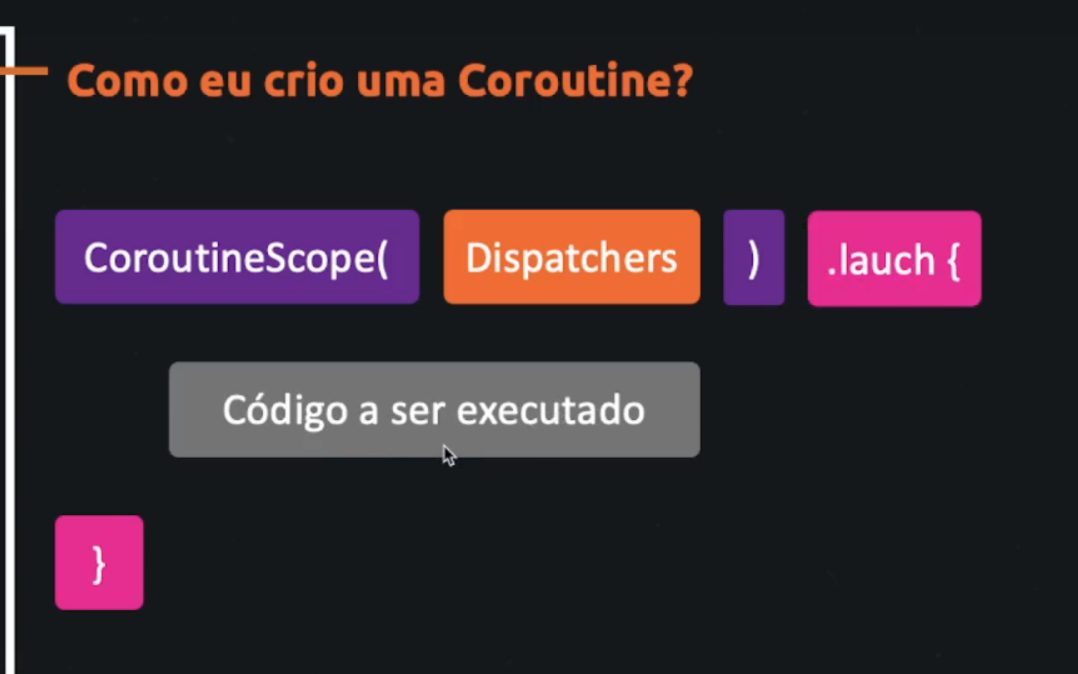 Como eu crio uma Coroutine?
CoroutineScope( Dispatchers ) .lauch {
Código a ser executado
}